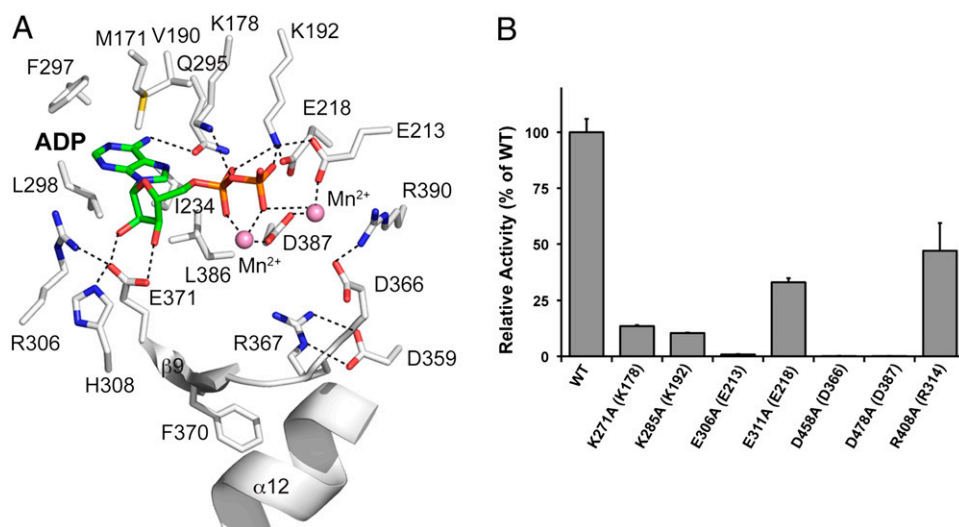 A
M171
V190
K178
K192
Q295
F297
E218
E213
ADP
R390
L298
I234
Mn2+
D387
Mn2+
L386
D366
E371
R306
R367
D359
H308
β9
F370
α12
B
Relative Activity (% of WT)
100
75
50
25
0
WT
K271A (K178)
K285A (K192)
E306A (E213)
E311A (E218)
D458A (D366)
D478A (D387)
R408A (R314)